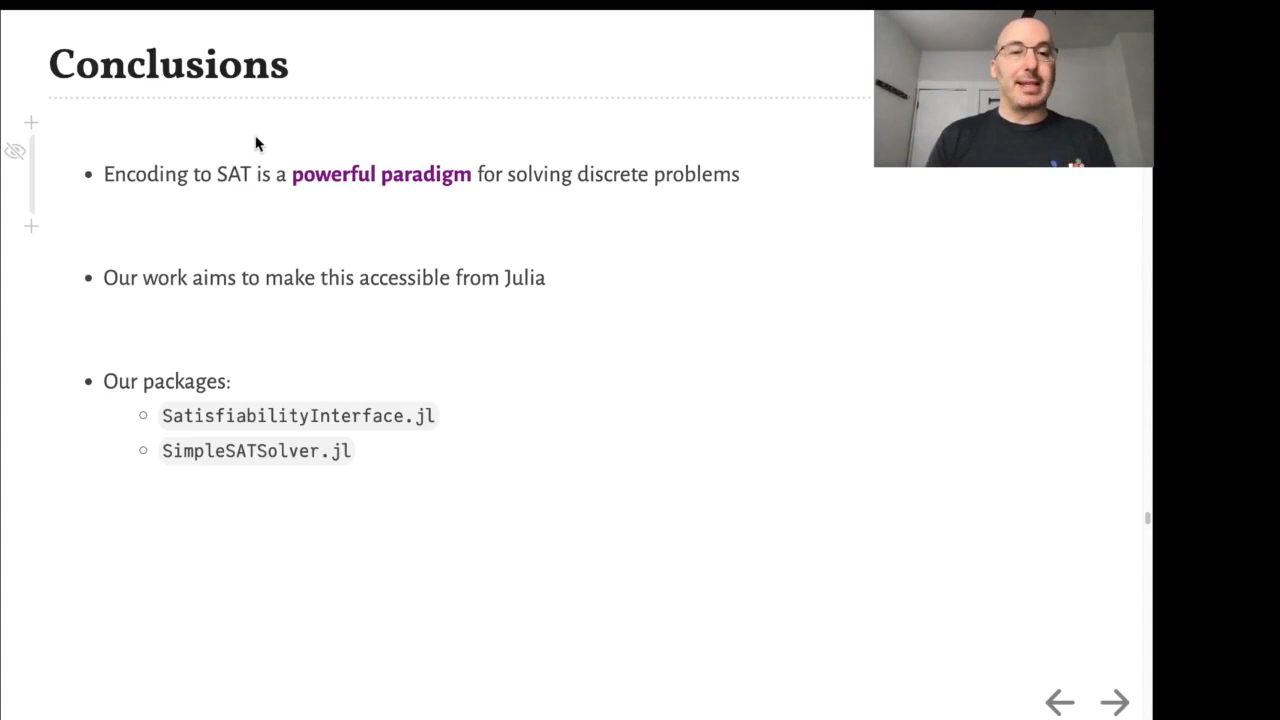 Conclusions
Encoding to SAT is a powerful paradigm for solving discrete problems
Our work aims to make this accessible from Julia
Our packages:
SatisfiabilityInterface.jl
SimpleSATSolver.jl